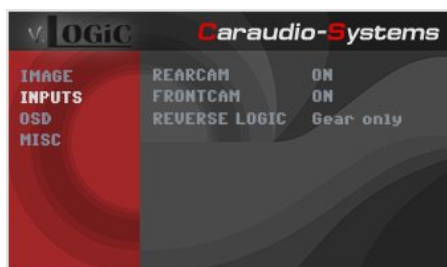 v.LOGiC Caraudio-Systems
IMAGE REARCAM ON
INPUTS FRONTCAM ON
OSD REVERSE LOGIC Gear only
MISC